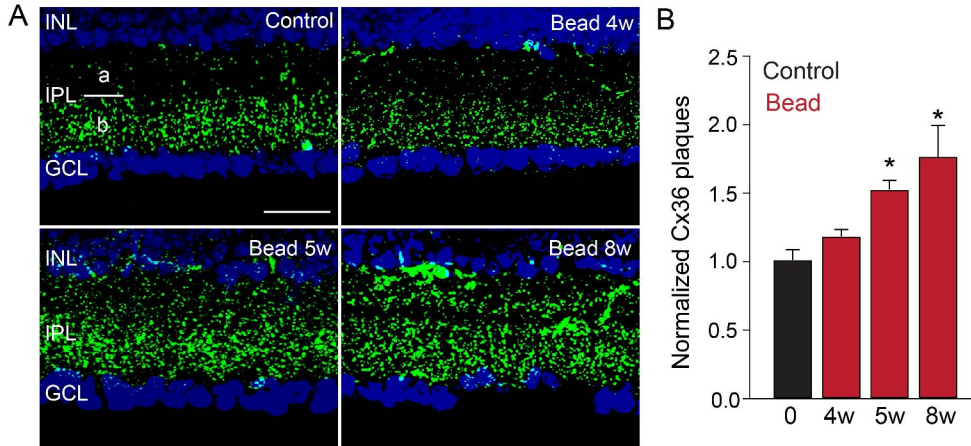 A
INL
Control
a
IPL
b
GCL
Bead 4w
INL
Bead 5w
IPL
GCL
Bead 8w
B
Normalized Cx36 plaques
2.5
2.0
1.5
1.0
0.5
0
Control
Bead
*
*
0
4w
5w
8w